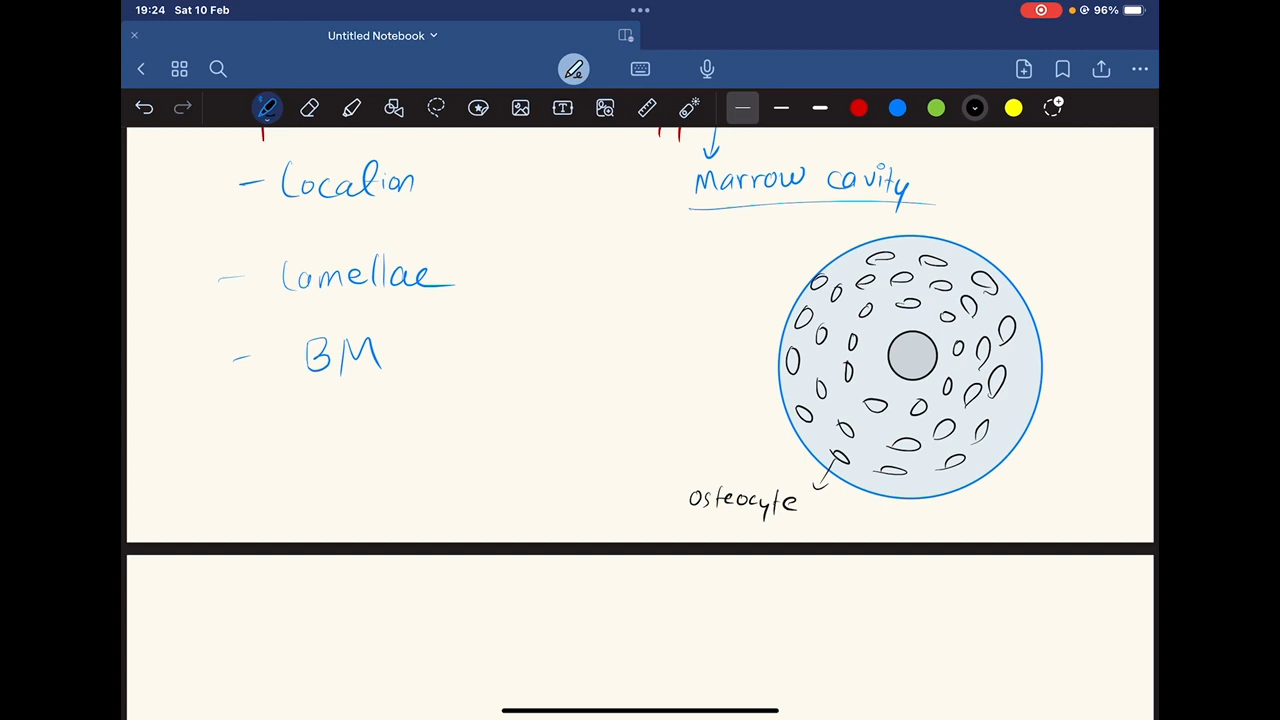 19:24 Sat 10 Feb
96%
Untitled Notebook
- Location
Marrow cavity
- Lamellae
- BM
osteocyte